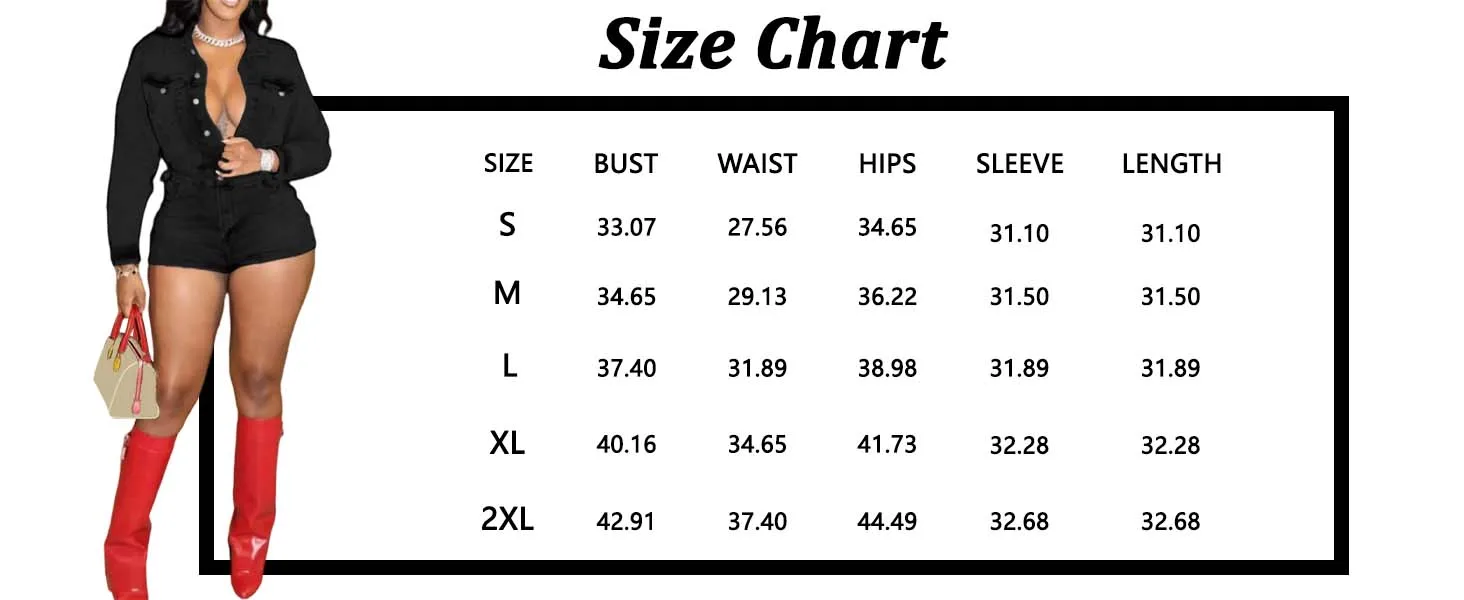 Size Chart
SIZE BUST WAIST HIPS SLEEVE LENGTH
S 33.07 27.56 34.65 31.10 31.10
M 34.65 29.13 36.22 31.50 31.50
L 37.40 31.89 38.98 31.89 31.89
XL 40.16 34.65 41.73 32.28 32.28
2XL 42.91 37.40 44.49 32.68 32.68